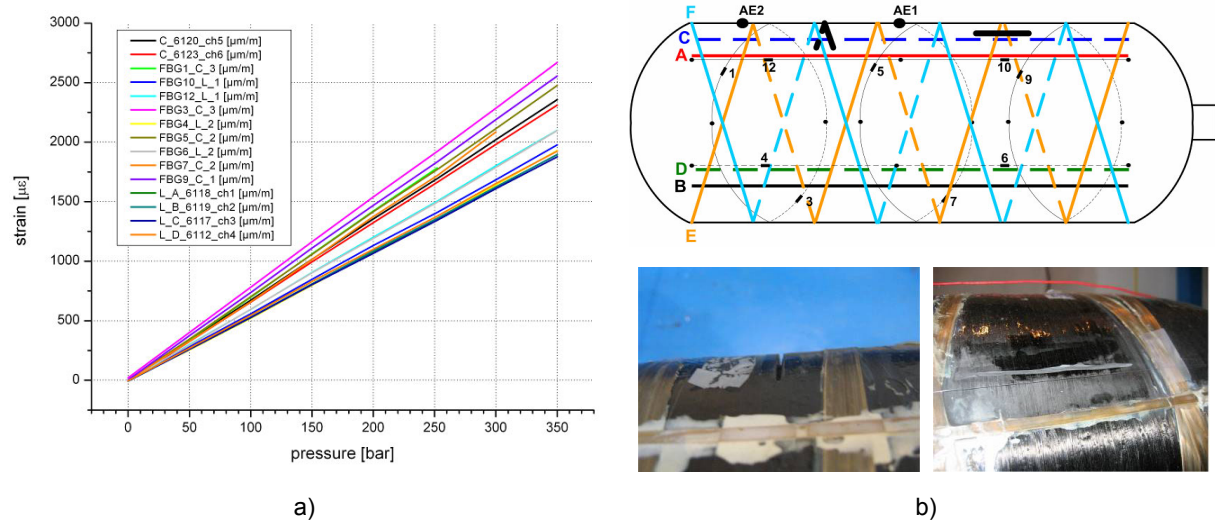 3000
2500
2000
1500
1000
500
0
strain [µε]
C_6120_ch5 [µm/m]
C_6123_ch6 [µm/m]
FBG1_C_3 [µm/m]
FBG10_L_1 [µm/m]
FBG12_L_1 [µm/m]
FBG3_C_3 [µm/m]
FBG4_L_2 [µm/m]
FBG5_C_2 [µm/m]
FBG6_L_2 [µm/m]
FBG7_C_2 [µm/m]
FBG9_C_1 [µm/m]
L_A_6118_ch1 [µm/m]
L_B_6119_ch2 [µm/m]
L_C_6117_ch3 [µm/m]
L_D_6112_ch4 [µm/m]
0 50 100 150 200 250 300 350
pressure [bar]
a)
F AE2 AE1
C
A
1 12 5 10 9
4 6
D
B
3 7
E
b)